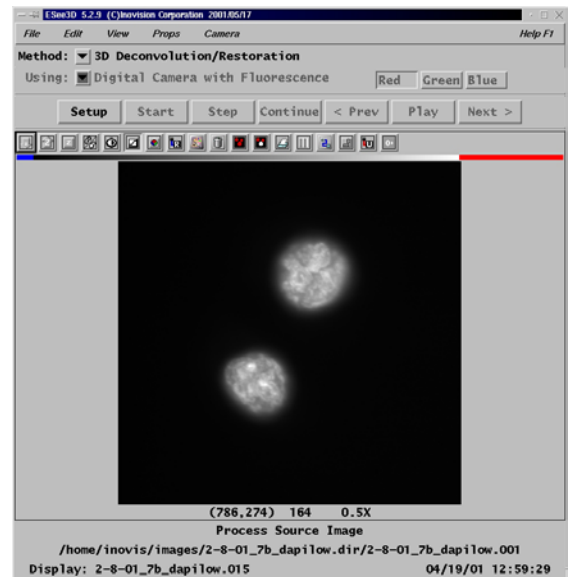 ESee3D 5.2.9 (C)Inovision Corporation 2001/05/17
File Edit View Props Camera Help F1
Method: 3D Deconvolution/Restoration
Using: Digital Camera with Fluorescence Red Green Blue
Setup Start Step Continue < Prev Play Next >
(786,274) 164 0.5X
Process Source Image
/home/inovis/images/2-8-01_7b_dapilow.dir/2-8-01_7b_dapilow.001
Display: 2-8-01_7b_dapilow.015 04/19/01 12:59:29